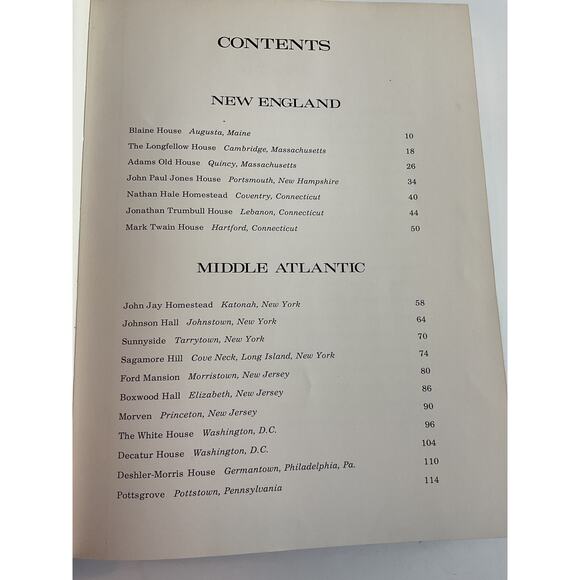 CONTENTS
NEW ENGLAND
Blaine House Augusta, Maine 10
The Longfellow House Cambridge, Massachusetts 18
Adams Old House Quincy, Massachusetts 26
John Paul Jones House Portsmouth, New Hampshire 34
Nathan Hale Homestead Coventry, Connecticut 40
Jonathan Trumbull House Lebanon, Connecticut 44
Mark Twain House Hartford, Connecticut 50
MIDDLE ATLANTIC
John Jay Homestead Katonah, New York 58
Johnson Hall Johnstown, New York 64
Sunnyside Tarrytown, New York 70
Sagamore Hill Cove Neck, Long Island, New York 74
Ford Mansion Morristown, New Jersey 80
Boxwood Hall Elizabeth, New Jersey 86
Morven Princeton, New Jersey 90
The White House Washington, D.C. 96
Decatur House Washington, D.C. 104
Deshler-Morris House Germantown, Philadelphia, Pa. 110
Pottsgrove Pottstown, Pennsylvania 114